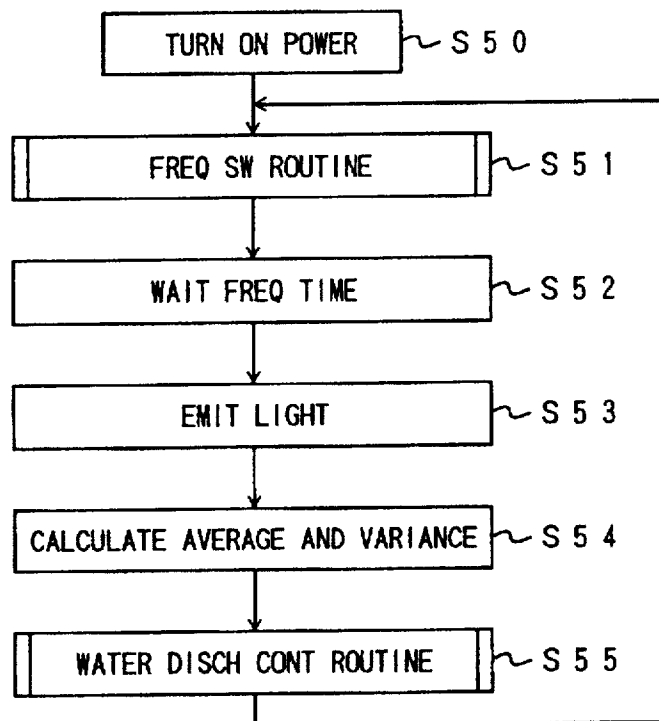 TURN ON POWER S50
FREQ SW ROUTINE S51
WAIT FREQ TIME S52
EMIT LIGHT S53
CALCULATE AVERAGE AND VARIANCE S54
WATER DISCH CONT ROUTINE S55